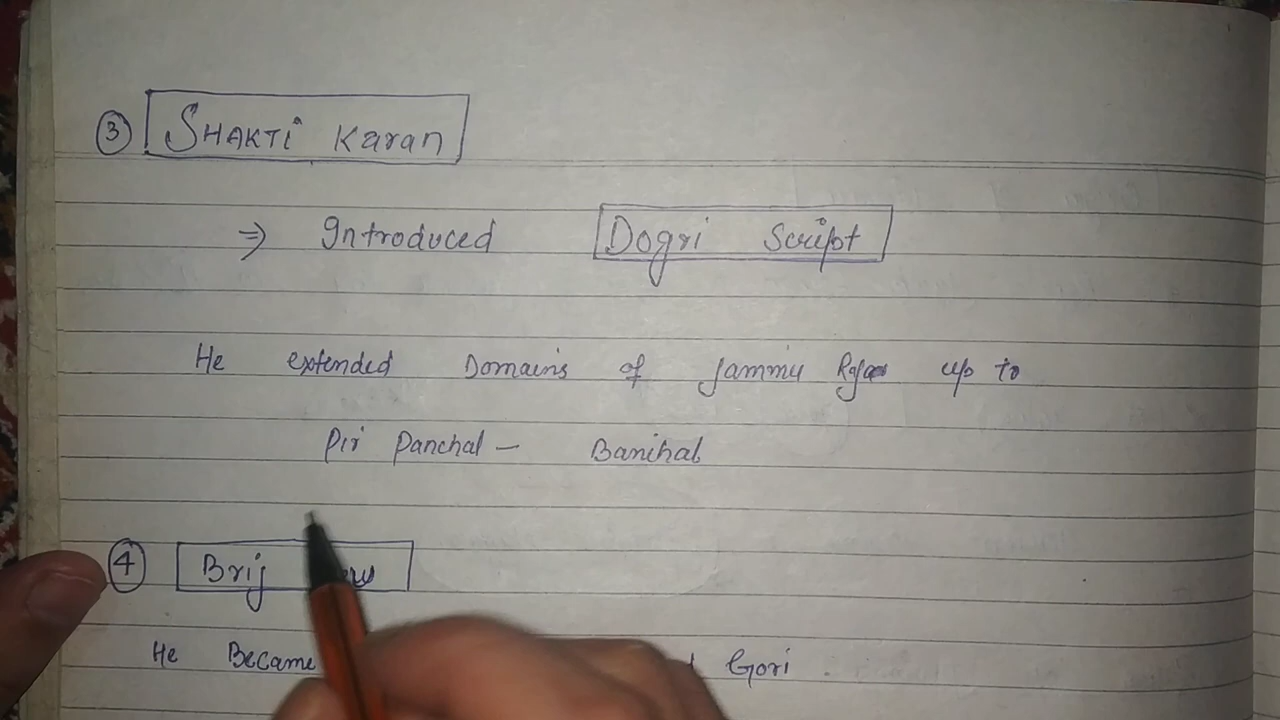 ③ SHAKTi Karan
⇒ Introduced Dogri Script
He extended Domains of Jammu up to
Pir Panchal – Banihal
④ Brij
He Became Gori .